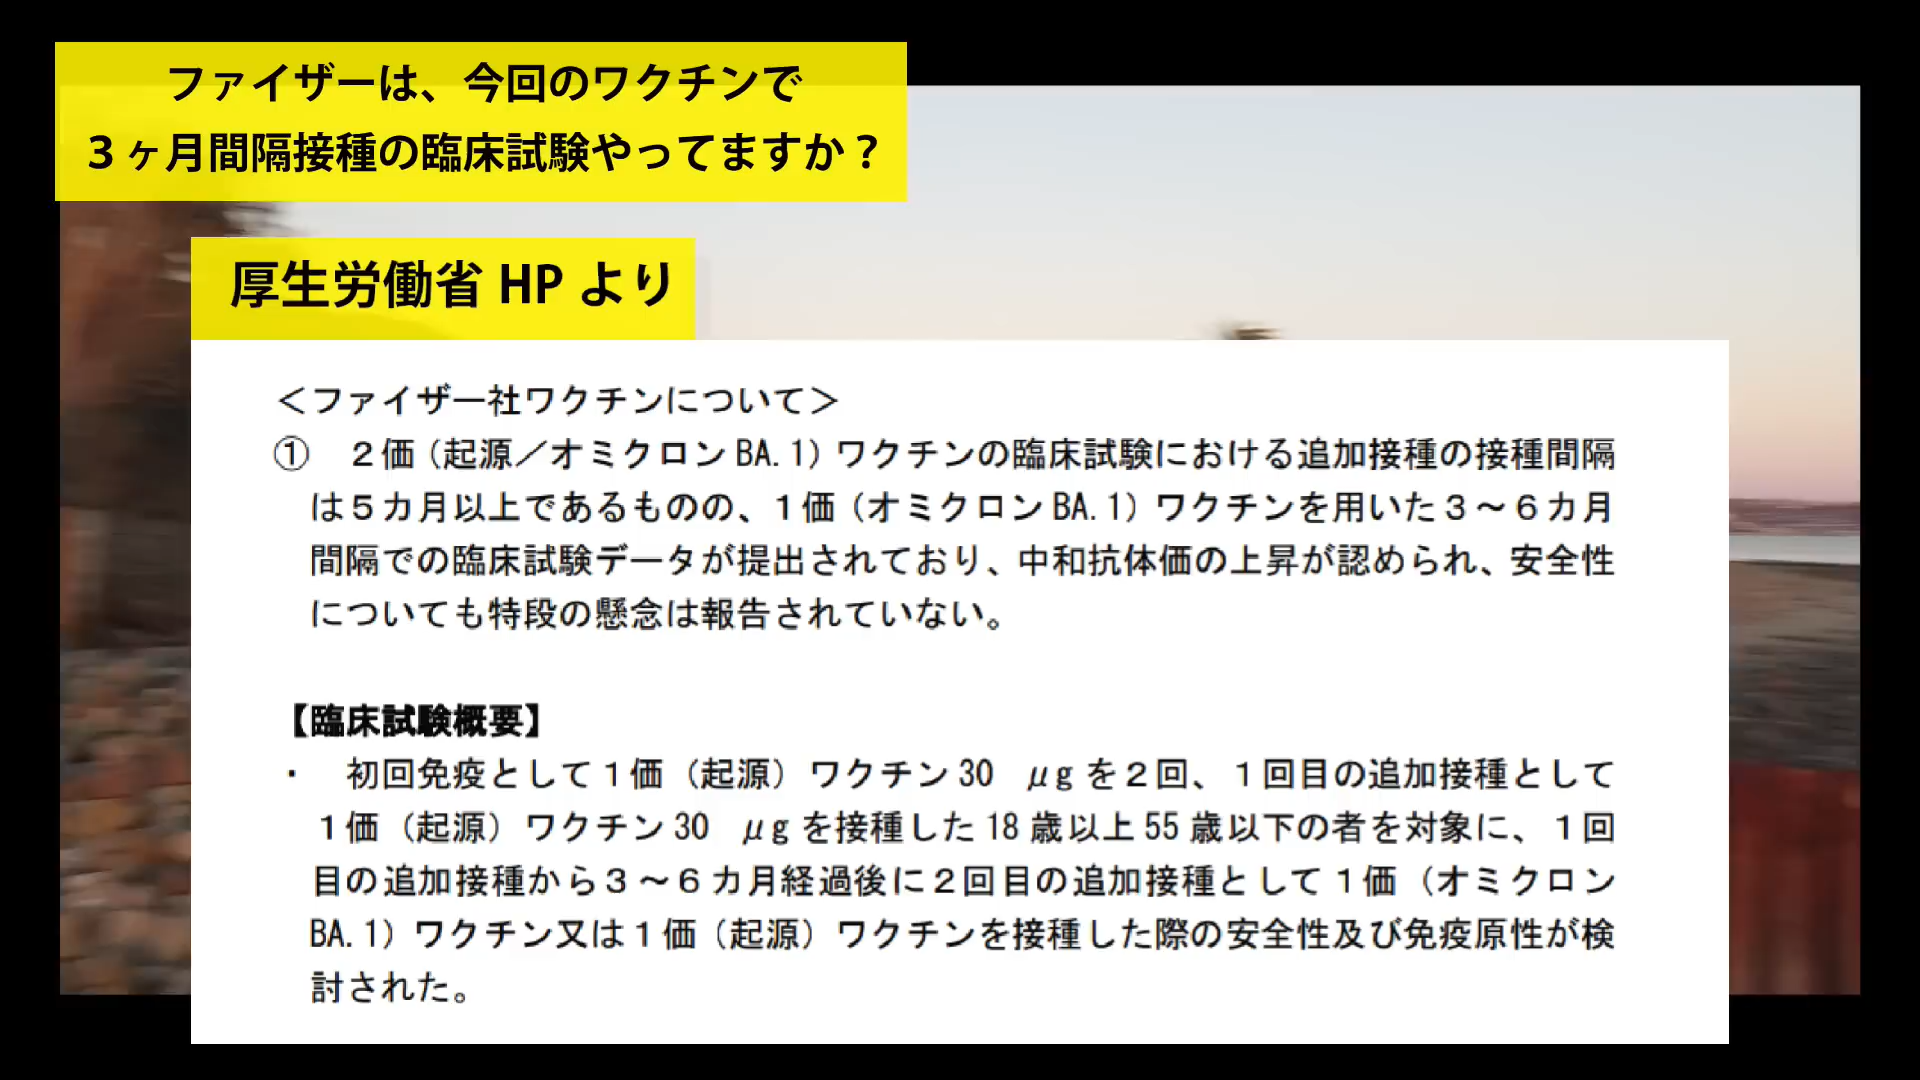 ファイザーは、今回のワクチンで
３ヶ月間隔接種の臨床試験やってますか？
厚生労働省 HP より
＜ファイザー社ワクチンについて＞
①　２価（起源／オミクロン BA.1）ワクチンの臨床試験における追加接種の接種間隔
は５カ月以上であるものの、１価（オミクロン BA.1）ワクチンを用いた３～６カ月
間隔での臨床試験データが提出されており、中和抗体価の上昇が認められ、安全性
についても特段の懸念は報告されていない。
【臨床試験概要】
・　初回免疫として１価（起源）ワクチン 30　μg を２回、１回目の追加接種として
１価（起源）ワクチン 30　μg を接種した 18 歳以上 55 歳以下の者を対象に、１回
目の追加接種から３～６カ月経過後に２回目の追加接種として１価（オミクロン
BA.1）ワクチン又は１価（起源）ワクチンを接種した際の安全性及び免疫原性が検
討された。